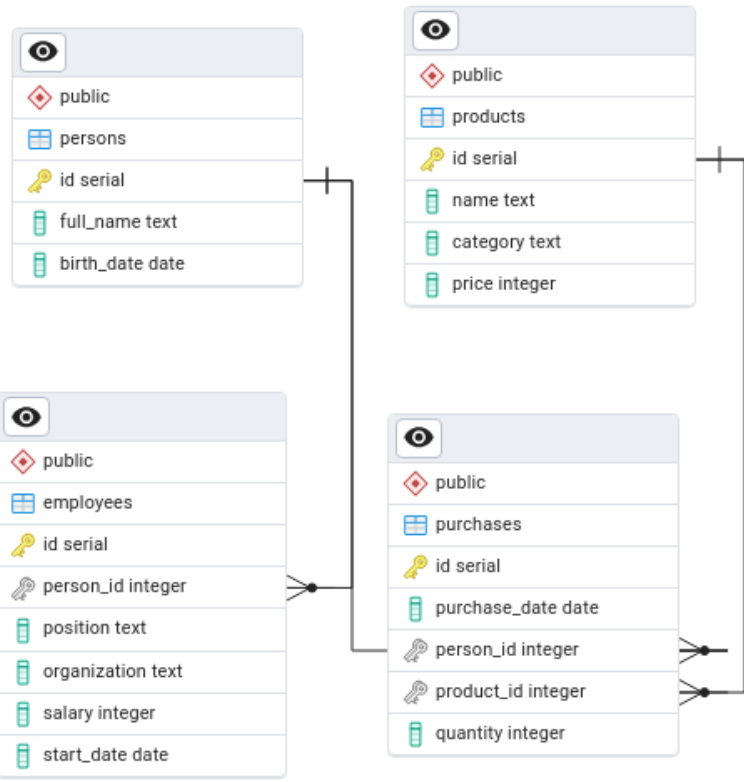 public
persons
id serial
full_name text
birth_date date
public
products
id serial
name text
category text
price integer
public
employees
id serial
person_id integer
position text
organization text
salary integer
start_date date
public
purchases
id serial
purchase_date date
person_id integer
product_id integer
quantity integer